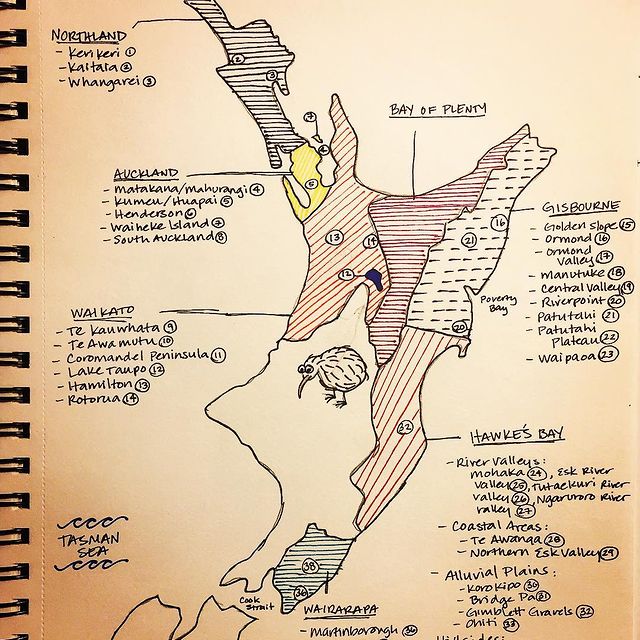 NORTHLAND
- Kerikeri ①
- Kaitaia ②
- Whangarei ③
AUCKLAND
- Matakana/Mahurangi ④
- Kumeu/Huapai ⑤
- Henderson ⑥
- Waiheke Island ⑦
- South Auckland ⑧
WAIKATO
- Te Kauwhata ⑨
- Te Awamutu ⑩
- Coromandel Peninsula ⑪
- Lake Taupo ⑫
- Hamilton ⑬
- Rotorua ⑭
BAY OF PLENTY
GISBOURNE
- Golden Slope ⑮
- Ormond ⑯
- Ormond
Valley ⑰
- Manutuke ⑱
- Central Valley ⑲
- Riverpoint ⑳
- Patutahi ㉑
- Patutahi
Plateau ㉒
- Waipaoa ㉓
Poverty
Bay
HAWKE'S BAY
- River Valleys:
Mohaka ㉔, Esk River
Valley ㉕, Tutaekuri River
Valley ㉖, Ngaruroro River
Valley ㉗
- Coastal Areas:
- Te Awanga ㉘
- Northern Esk Valley ㉙
- Alluvial Plains:
- Korokipo ㉚
- Bridge Pa ㉛
- Gimblett Gravels ㉜
- Ohiti ㉝
Hillsides:
TASMAN
SEA
Cook
Strait
WAIRARAPA
- Martinborough ㊱
②
③
⑦
④
⑤
⑬
⑭
⑫
⑯
㉑
⑳
㉜
㊳
㊱